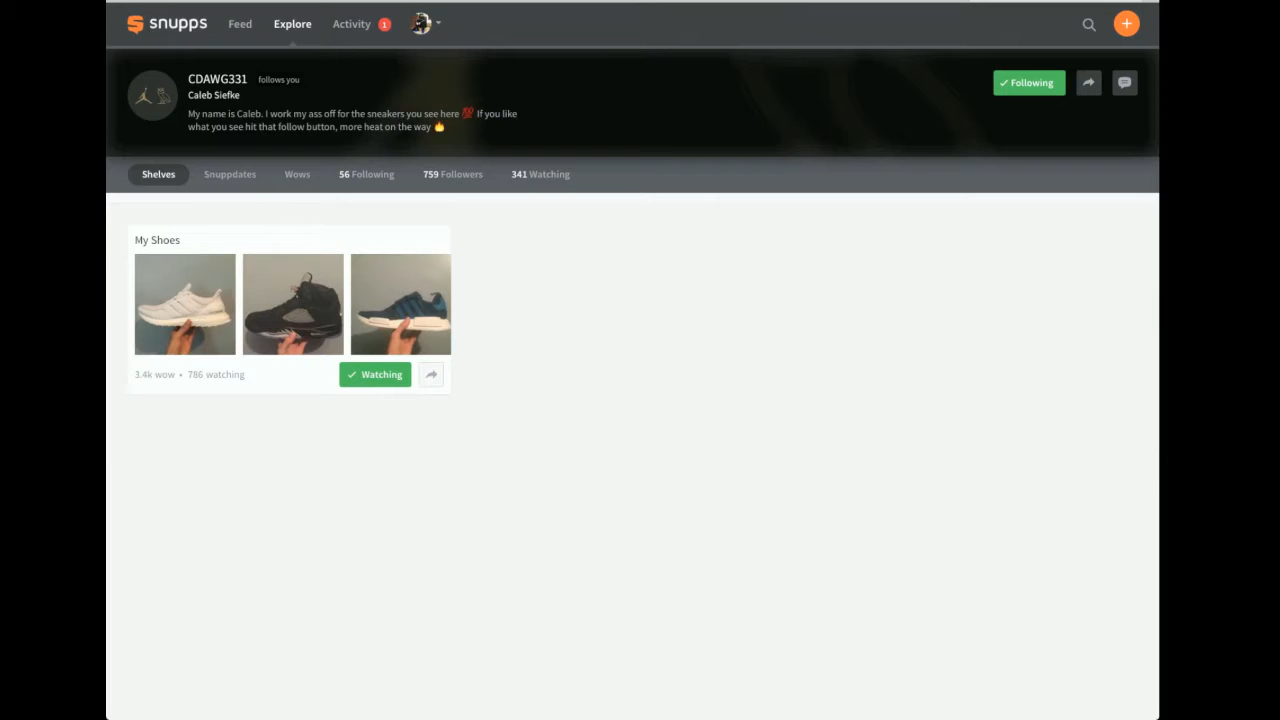 snupps Feed Explore Activity 1
CDAWG331 follows you
Caleb Siefke
My name is Caleb. I work my ass off for the sneakers you see here 💯 If you like
what you see hit that follow button, more heat on the way 🔥
Following
Shelves Snuppdates Wows 56 Following 759 Followers 341 Watching
My Shoes
3.4k wow • 786 watching
Watching